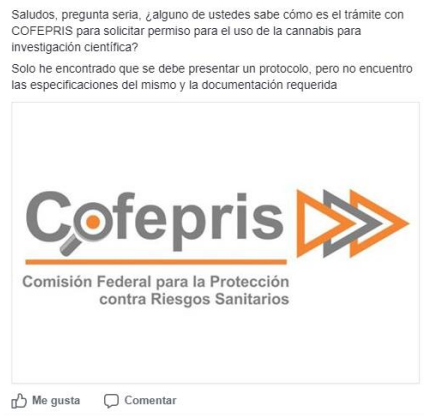 Saludos, pregunta seria, ¿alguno de ustedes sabe cómo es el trámite con
COFEPRIS para solicitar permiso para el uso de la cannabis para
investigación científica?
Solo he encontrado que se debe presentar un protocolo, pero no encuentro
las especificaciones del mismo y la documentación requerida
Cofepris
Comisión Federal para la Protección
contra Riesgos Sanitarios
Me gusta
Comentar